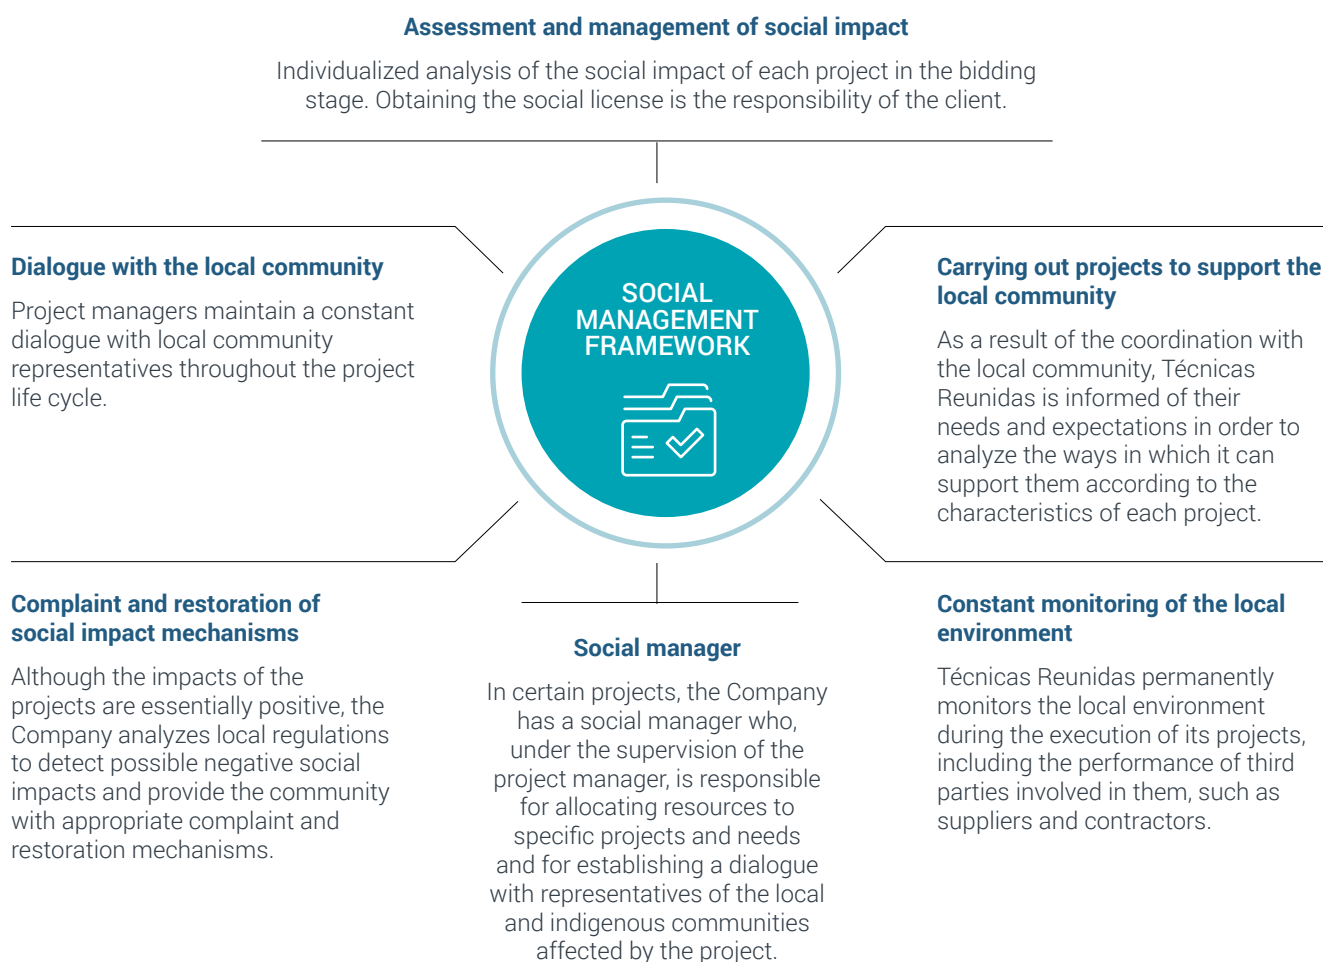 Assessment and management of social impact
Individualized analysis of the social impact of each project in the bidding
stage. Obtaining the social license is the responsibility of the client.
Dialogue with the local community
Project managers maintain a constant
dialogue with local community
representatives throughout the project
life cycle.
SOCIAL
MANAGEMENT
FRAMEWORK
Carrying out projects to support the
local community
As a result of the coordination with
the local community, Técnicas
Reunidas is informed of their
needs and expectations in order to
analyze the ways in which it can
support them according to the
characteristics of each project.
Complaint and restoration of
social impact mechanisms
Although the impacts of the
projects are essentially positive, the
Company analyzes local regulations
to detect possible negative social
impacts and provide the community
with appropriate complaint and
restoration mechanisms.
Social manager
In certain projects, the Company
has a social manager who,
under the supervision of the
project manager, is responsible
for allocating resources to
specific projects and needs
and for establishing a dialogue
with representatives of the local
and indigenous communities
affected by the project.
Constant monitoring of the local
environment
Técnicas Reunidas permanently
monitors the local environment
during the execution of its projects,
including the performance of third
parties involved in them, such as
suppliers and contractors.